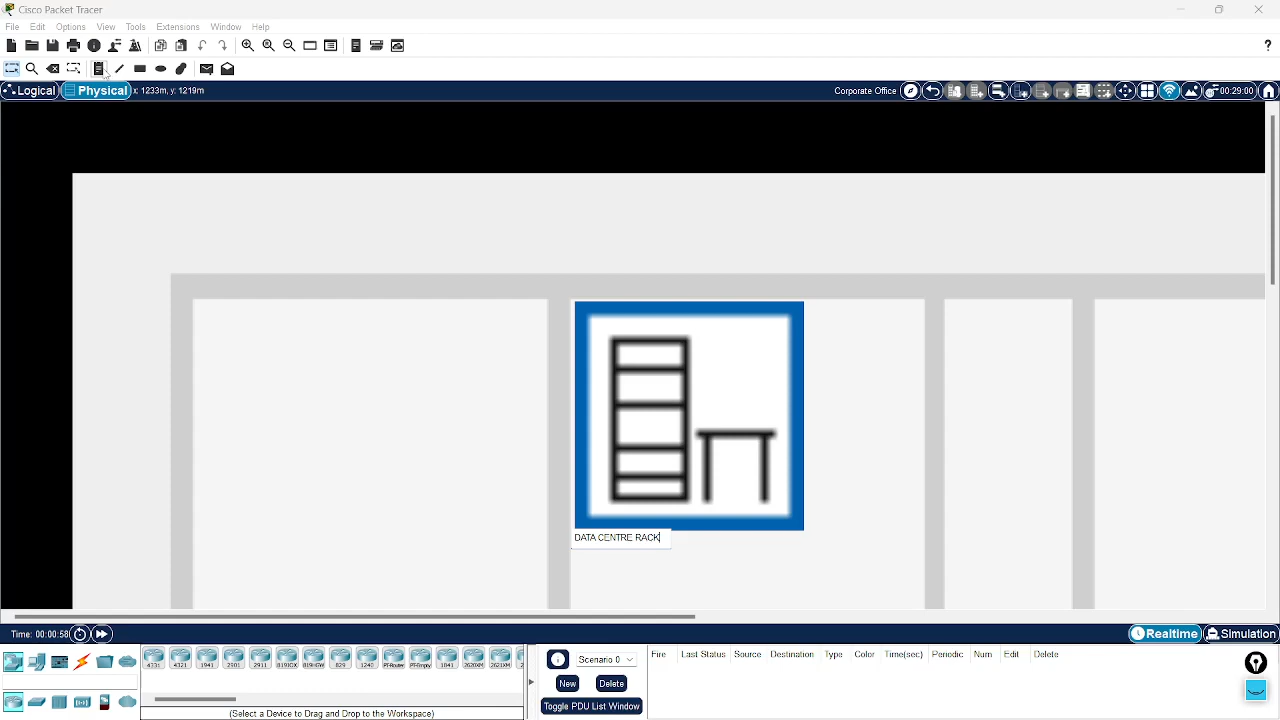 Cisco Packet Tracer
File Edit Options View Tools Extensions Window Help
?
Logical Physical x: 1233m, y: 1219m Corporate Office 00:29:00
DATA CENTRE RACK
Time: 00:00:58 Realtime Simulation
4331 4321 1941 2901 2911 819IOX 819HGW 829 1240 PT-Router PT-Empty 1841 2620XM 2621XM
Scenario 0
New Delete
Toggle PDU List Window
Fire Last Status Source Destination Type Color Time(sec) Periodic Num Edit Delete
(Select a Device to Drag and Drop to the Workspace)